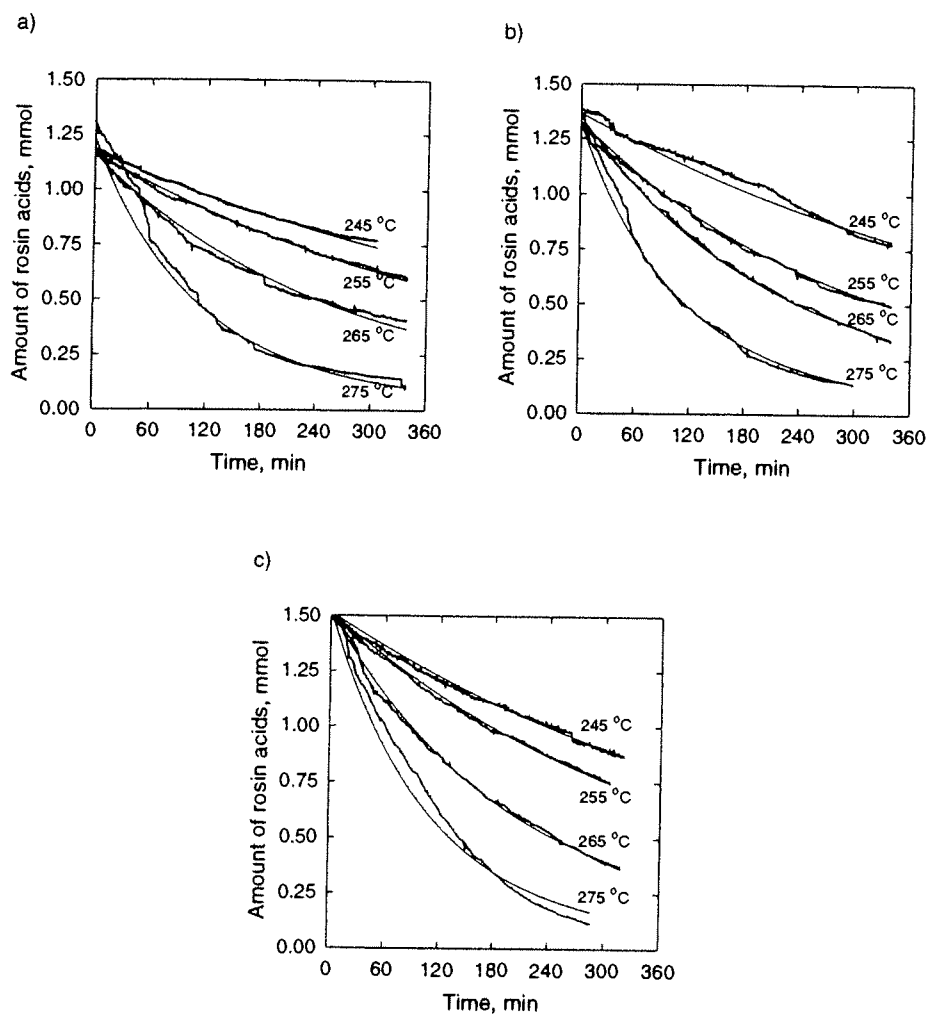 a)
Amount of rosin acids, mmol
1.50
1.25
1.00
0.75
0.50
0.25
0.00
245 °C
255 °C
265 °C
275 °C
0 60 120 180 240 300 360
Time, min
b)
Amount of rosin acids, mmol
1.50
1.25
1.00
0.75
0.50
0.25
0.00
245 °C
255 °C
265 °C
275 °C
0 60 120 180 240 300 360
Time, min
c)
Amount of rosin acids, mmol
1.50
1.25
1.00
0.75
0.50
0.25
0.00
245 °C
255 °C
265 °C
275 °C
0 60 120 180 240 300 360
Time, min